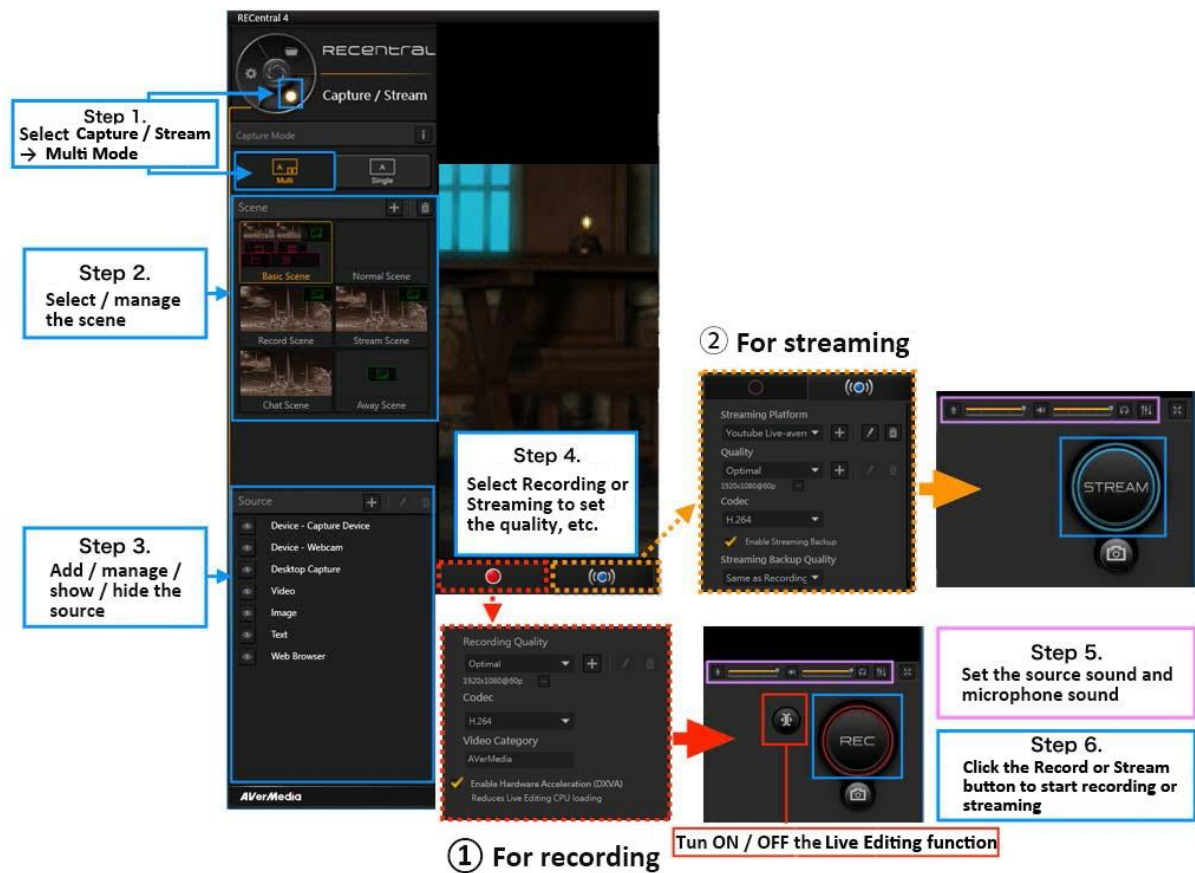 RECentral 4
RECentral
Capture / Stream
Step 1.
Select Capture / Stream
→ Multi Mode
Capture Mode
i
A
Multi
A
Single
Scene
Step 2.
Select / manage
the scene
Basic Scene
Normal Scene
Record Scene
Stream Scene
Chat Scene
Away Scene
② For streaming
Streaming Platform
Youtube Live-aven
Quality
Optimal
1920x1080@60p
Codec
H.264
Enable Streaming Backup
Streaming Backup Quality
Same as Recording
STREAM
Step 4.
Select Recording or
Streaming to set
the quality, etc.
Source
Step 3.
Add / manage /
show / hide the
source
Device - Capture Device
Device - Webcam
Desktop Capture
Video
Image
Text
Web Browser
AVerMedia
Recording Quality
Optimal
1920x1080@60p
Codec
H.264
Video Category
AVerMedia
Enable Hardware Acceleration (DXVA)
Reduces Live Editing CPU loading
REC
Step 5.
Set the source sound and
microphone sound
Step 6.
Click the Record or Stream
button to start recording or
streaming
Tun ON / OFF the Live Editing function
① For recording